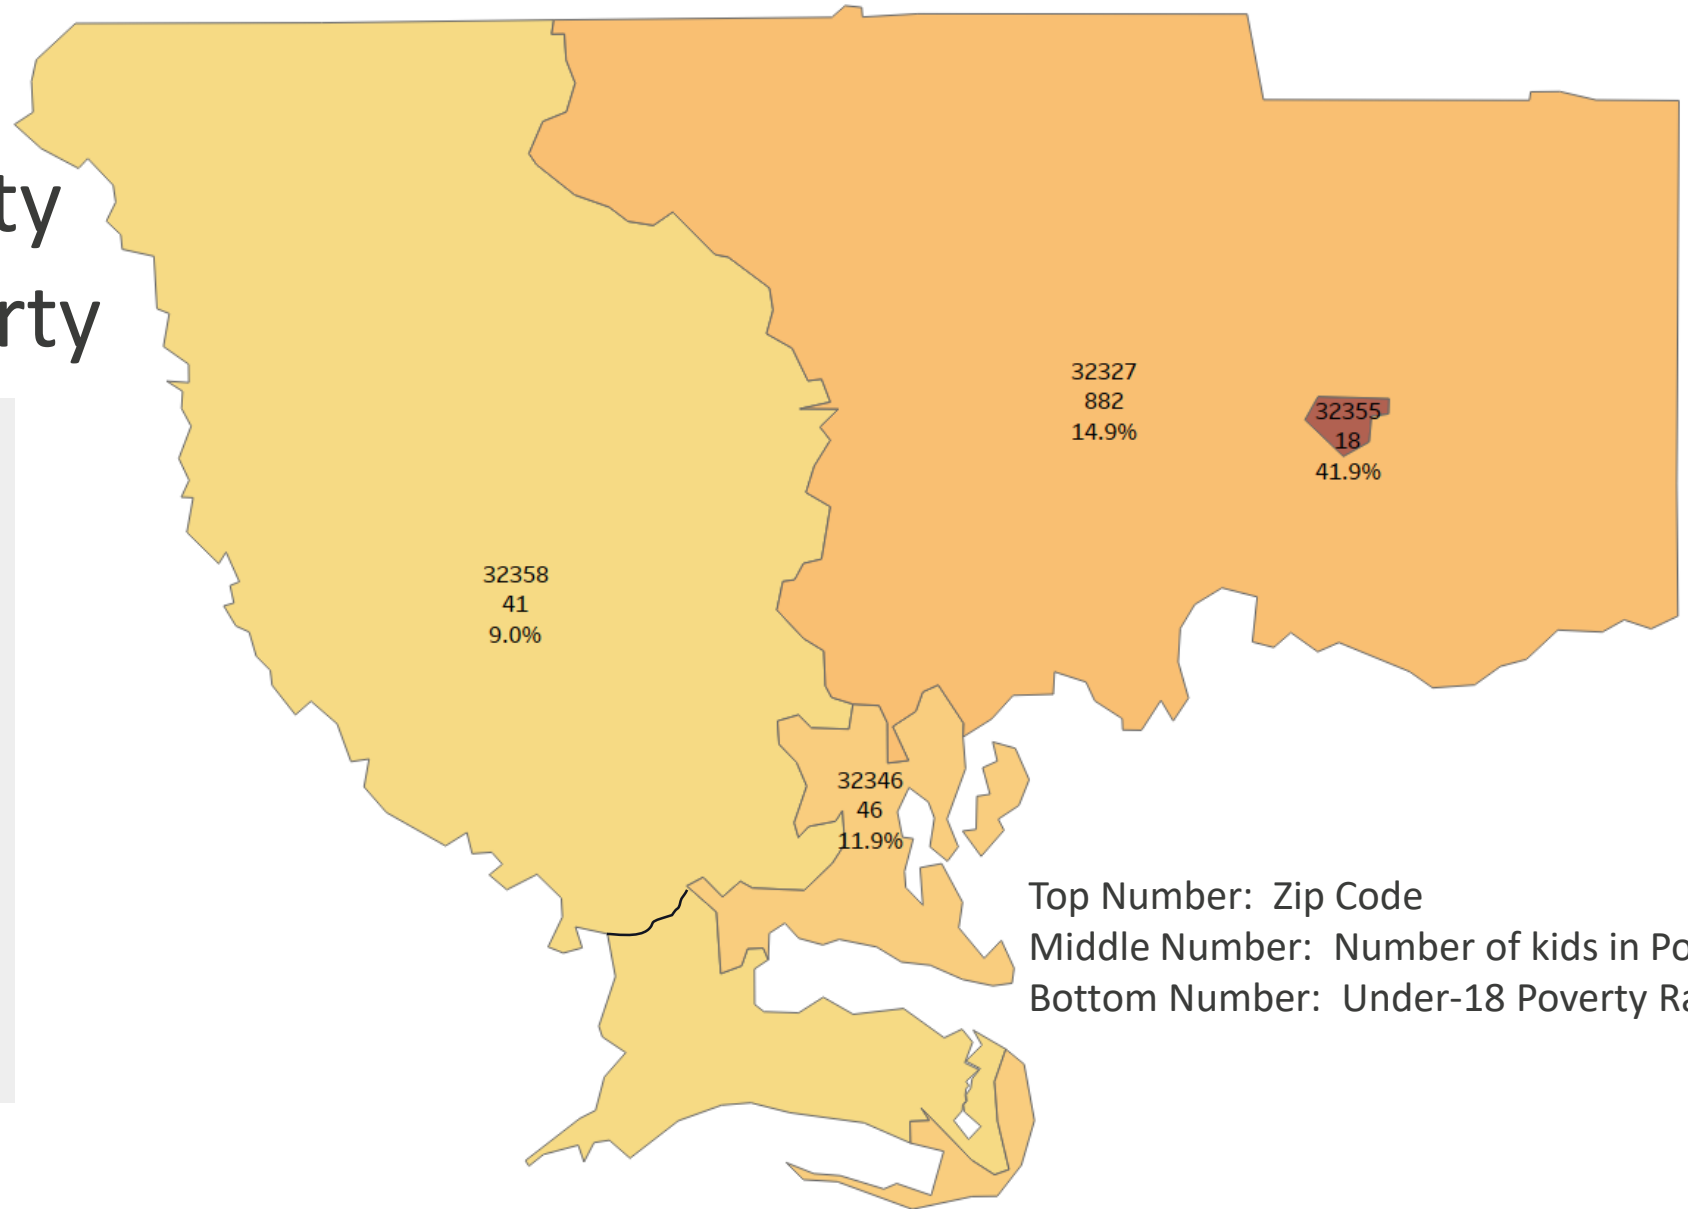 ty
rty
32327
882
14.9%
32355
18
41.9%
32358
41
9.0%
32346
46
11.9%
Top Number: Zip Code
Middle Number: Number of kids in Po
Bottom Number: Under-18 Poverty Ra